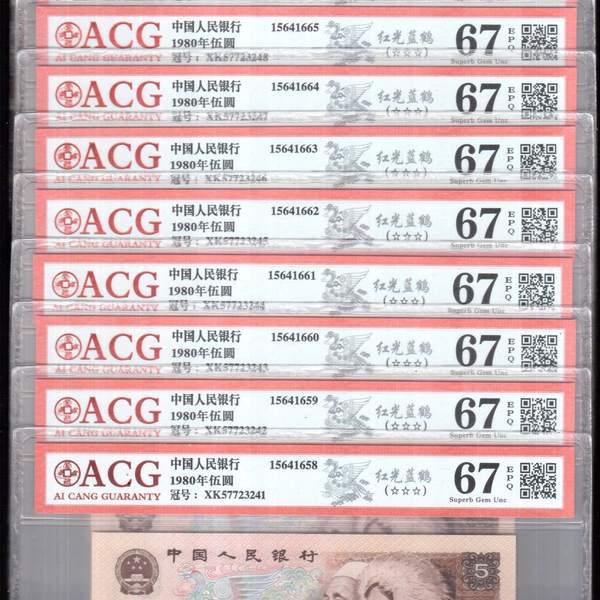 ACG 中国人民银行 15641665 红光蓝鹤 67 EPQ
1980年伍圆 (☆☆☆)
AI CANG GUARANTY 冠号: XK57723248 Superb Gem Unc
ACG 中国人民银行 15641664 红光蓝鹤 67 EPQ
1980年伍圆 (☆☆☆)
AI CANG GUARANTY 冠号: XK57723247 Superb Gem Unc
ACG 中国人民银行 15641663 红光蓝鹤 67 EPQ
1980年伍圆 (☆☆☆)
AI CANG GUARANTY 冠号: XK57723246 Superb Gem Unc
ACG 中国人民银行 15641662 红光蓝鹤 67 EPQ
1980年伍圆 (☆☆☆)
AI CANG GUARANTY 冠号: XK57723245 Superb Gem Unc
ACG 中国人民银行 15641661 红光蓝鹤 67 EPQ
1980年伍圆 (☆☆☆)
AI CANG GUARANTY 冠号: XK57723244 Superb Gem Unc
ACG 中国人民银行 15641660 红光蓝鹤 67 EPQ
1980年伍圆 (☆☆☆)
AI CANG GUARANTY 冠号: XK57723243 Superb Gem Unc
ACG 中国人民银行 15641659 红光蓝鹤 67 EPQ
1980年伍圆 (☆☆☆)
AI CANG GUARANTY 冠号: XK57723242 Superb Gem Unc
ACG 中国人民银行 15641658 红光蓝鹤 67 EPQ
1980年伍圆 (☆☆☆)
AI CANG GUARANTY 冠号: XK57723241 Superb Gem Unc
中国人民银行 5